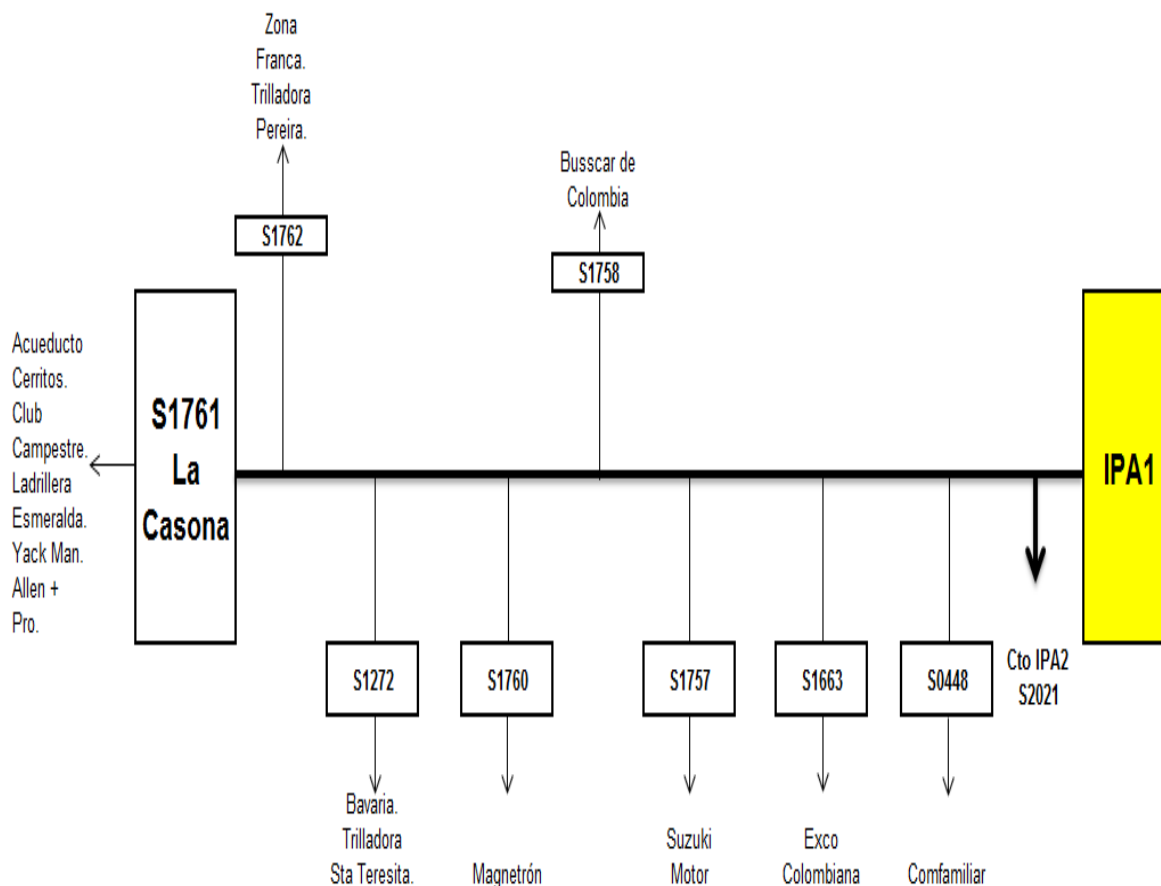 Zona
Franca.
Trilladora
Pereira.
S1762
Busscar de
Colombia
S1758
Acueducto
Cerritos.
Club
Campestre.
Ladrillera
Esmeralda.
Yack Man.
Allen +
Pro.
S1761
La
Casona
IPA1
S1272
Bavaria.
Trilladora
Sta Teresita.
S1760
Magnetrón
S1757
Suzuki
Motor
S1663
Exco
Colombiana
S0448
Comfamiliar
Cto IPA2
S2021